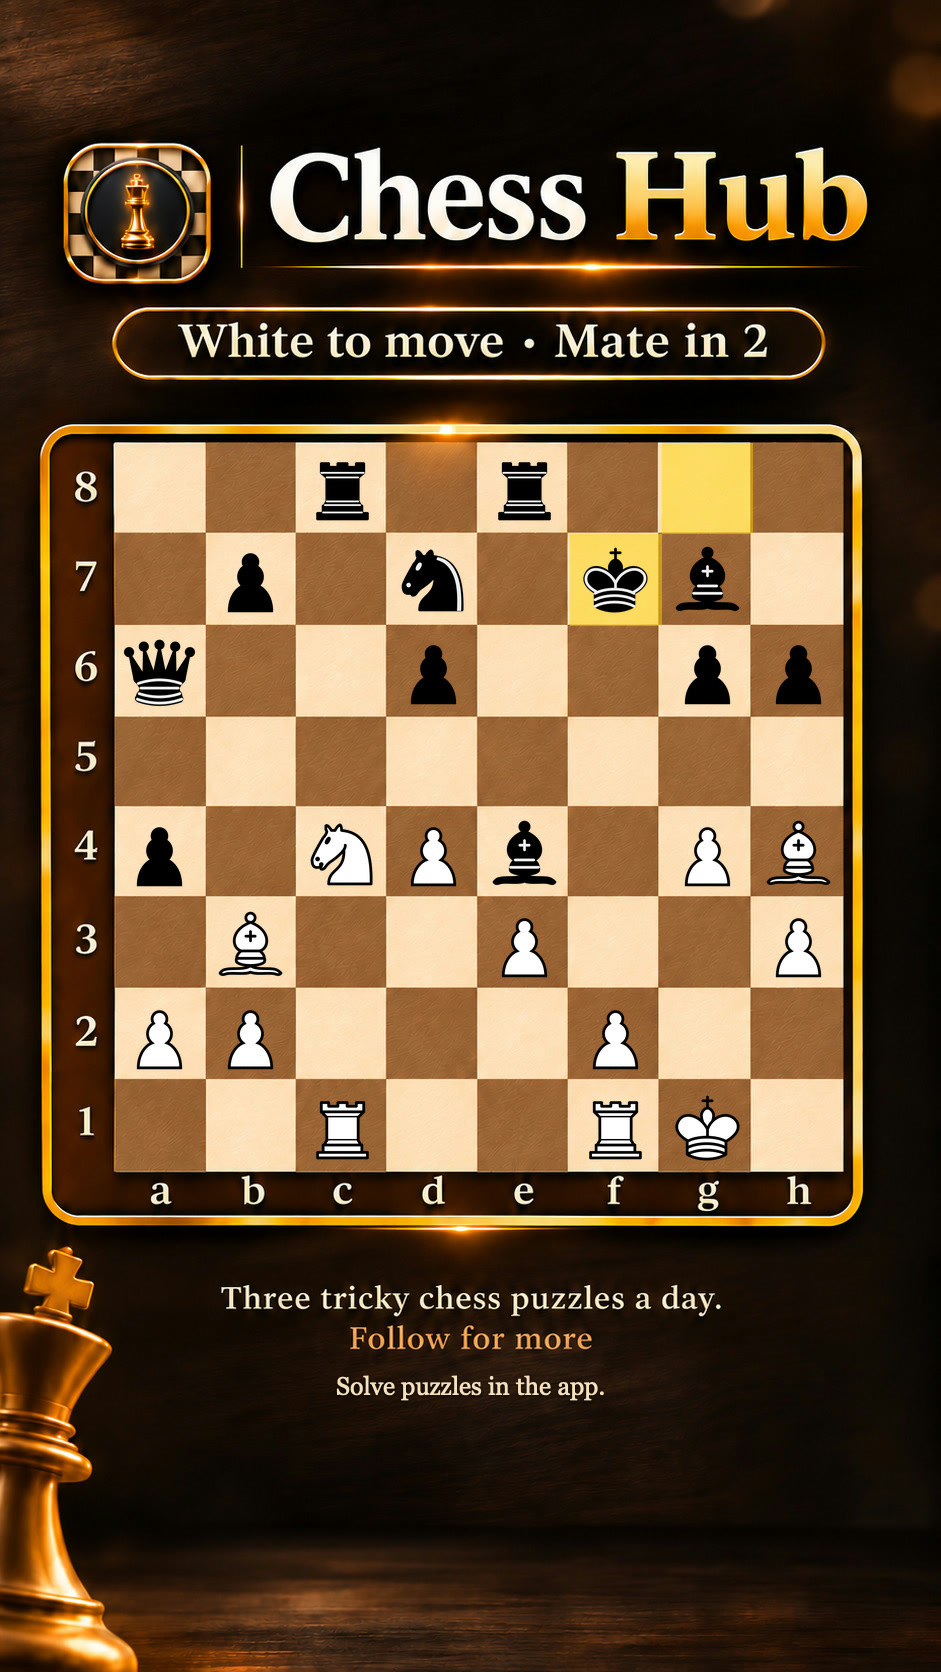 Chess Hub
White to move • Mate in 2
8
7
6
5
4
3
2
1
a b c d e f g h
Three tricky chess puzzles a day.
Follow for more
Solve puzzles in the app.